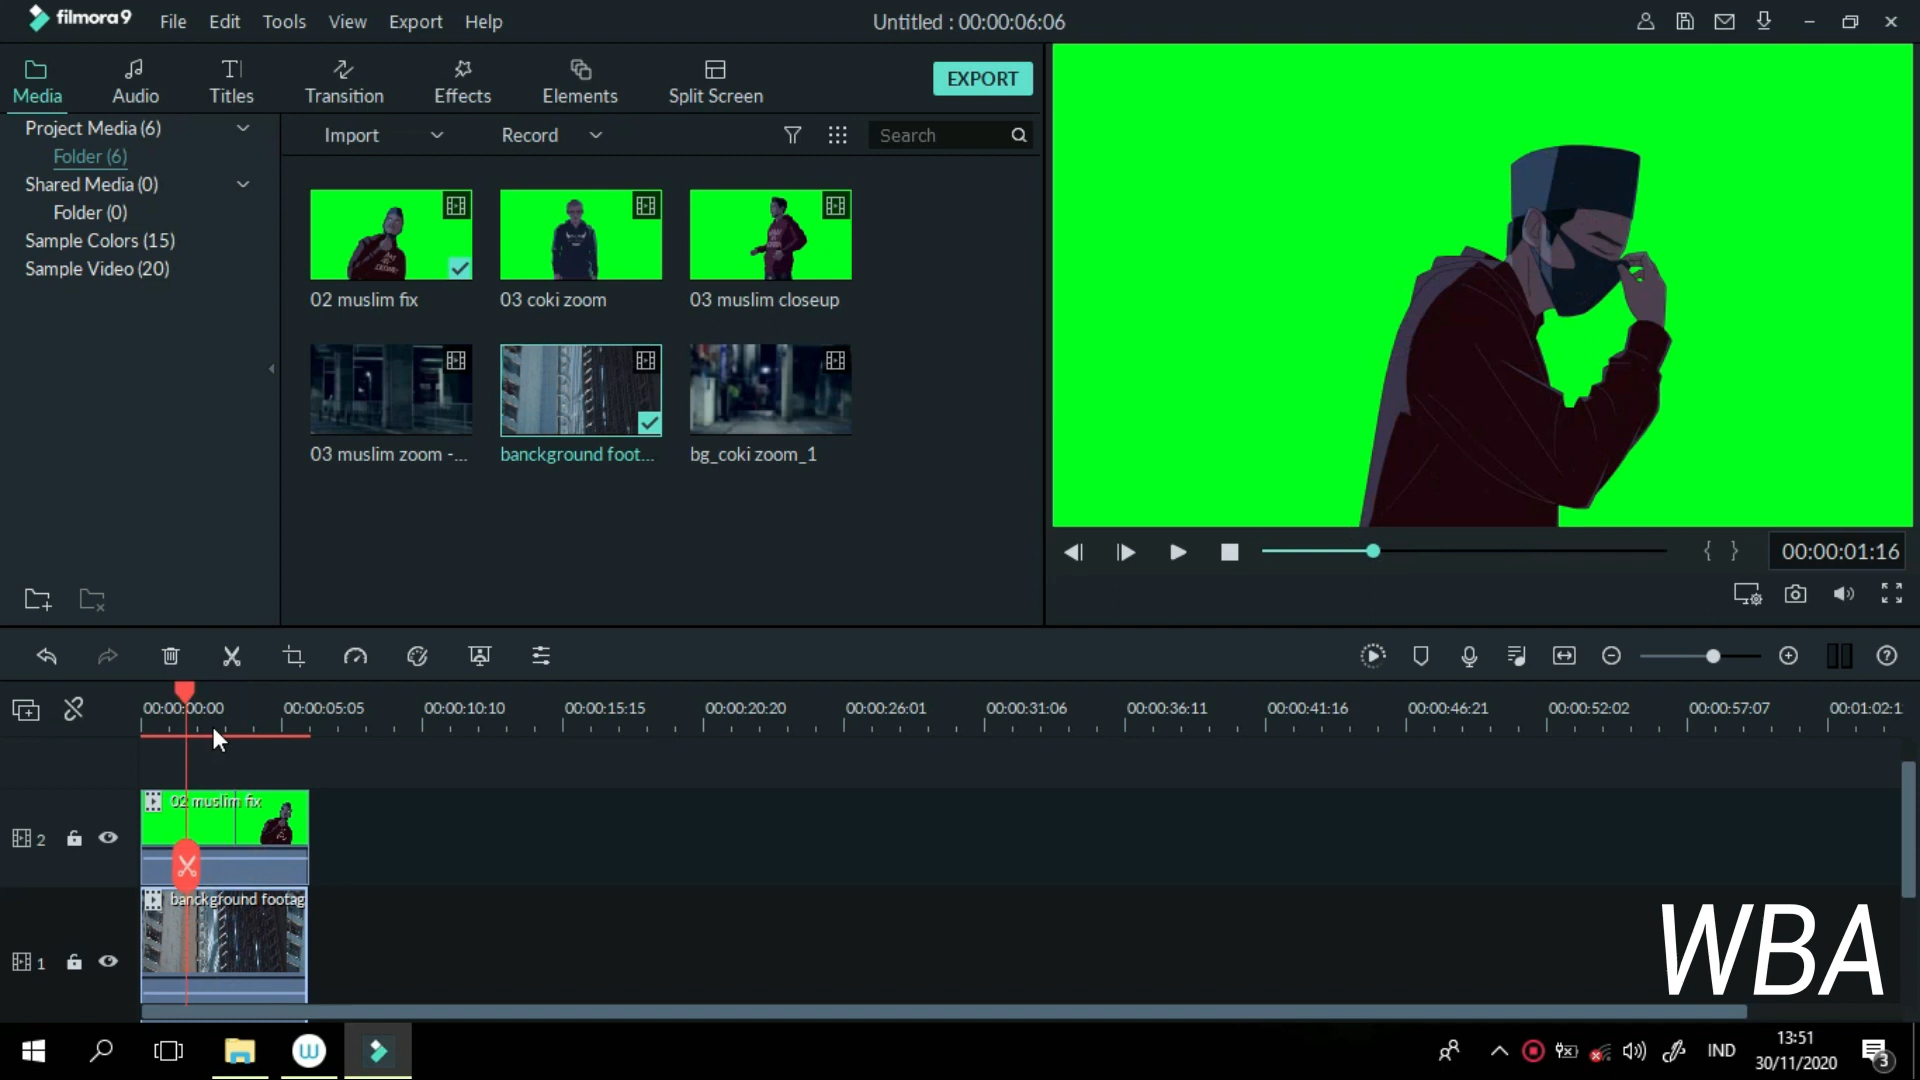 filmora9 File Edit Tools View Export Help Untitled : 00:00:06:06
Media Audio Titles Transition Effects Elements Split Screen EXPORT
Project Media (6)
Folder (6)
Shared Media (0)
Folder (0)
Sample Colors (15)
Sample Video (20)
Import Record Search
02 muslim fix 03 coki zoom 03 muslim closeup
03 muslim zoom -... banckground foot... bg_coki zoom_1
00:00:01:16
00:00:00:00 00:00:05:05 00:00:10:10 00:00:15:15 00:00:20:20 00:00:26:01 00:00:31:06 00:00:36:11 00:00:41:16 00:00:46:21 00:00:52:02 00:00:57:07 00:01:02:1
02 muslim fix
2
banckground footag
1
WBA
IND
13:51
30/11/2020
3